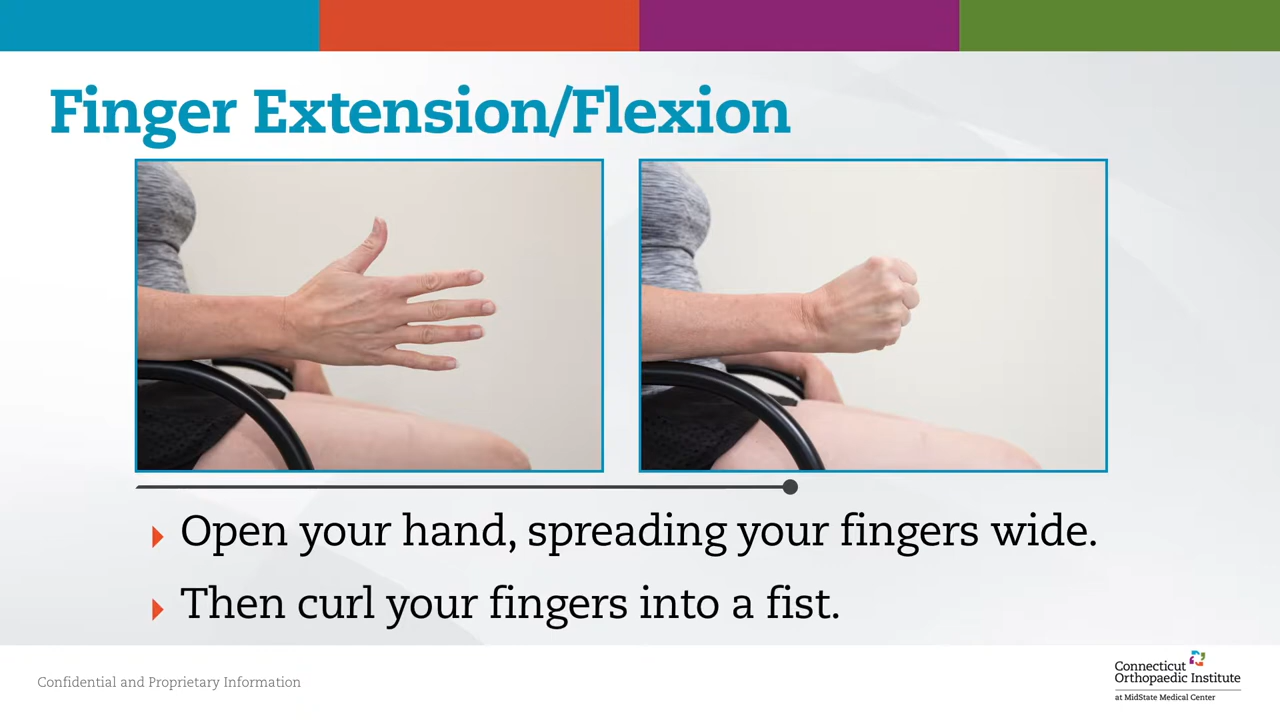 Finger Extension/Flexion
Open your hand, spreading your fingers wide.
Then curl your fingers into a fist.
Confidential and Proprietary Information
Connecticut
Orthopaedic Institute
at MidState Medical Center